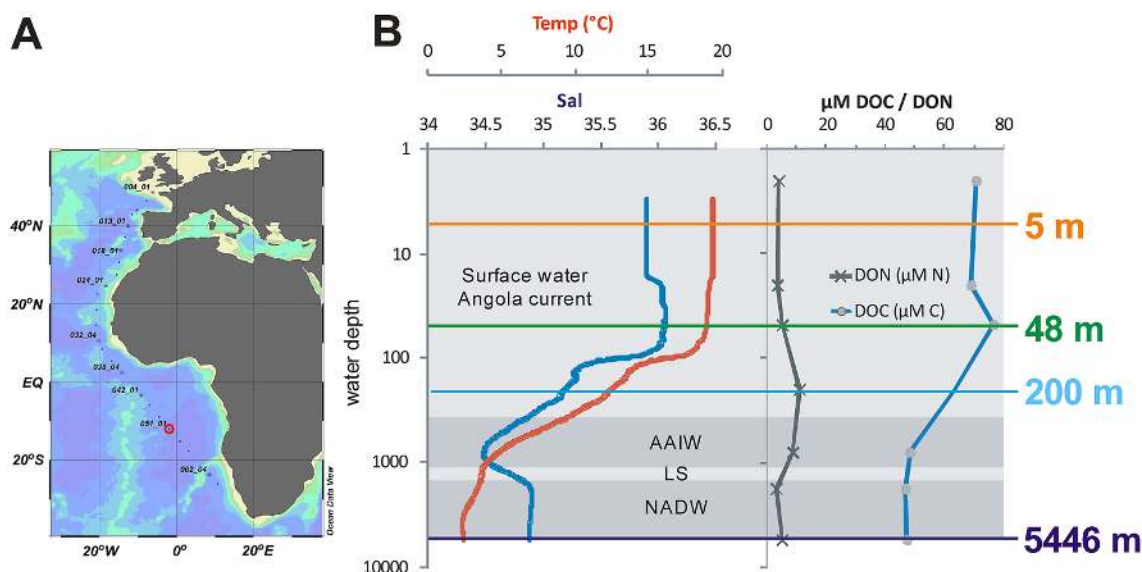 A
B
Temp (°C)
0 5 10 15 20
Sal
34 34.5 35 35.5 36 36.5
µM DOC / DON
0 20 40 60 80
water depth
1
10
100
1000
10000
Surface water
Angola current
AAIW
LS
NADW
DON (µM N)
DOC (µM C)
5 m
48 m
200 m
5446 m
40°N
20°N
EQ
20°S
20°W 0° 20°E
004_01
013_01
018_01
024_01
032_04
042_01
051_01
062_04
Ocean Data View